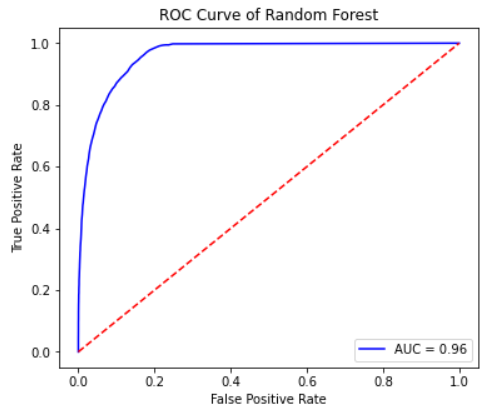 ROC Curve of Random Forest
True Positive Rate
1.0
0.8
0.6
0.4
0.2
0.0
AUC = 0.96
0.0 0.2 0.4 0.6 0.8 1.0
False Positive Rate